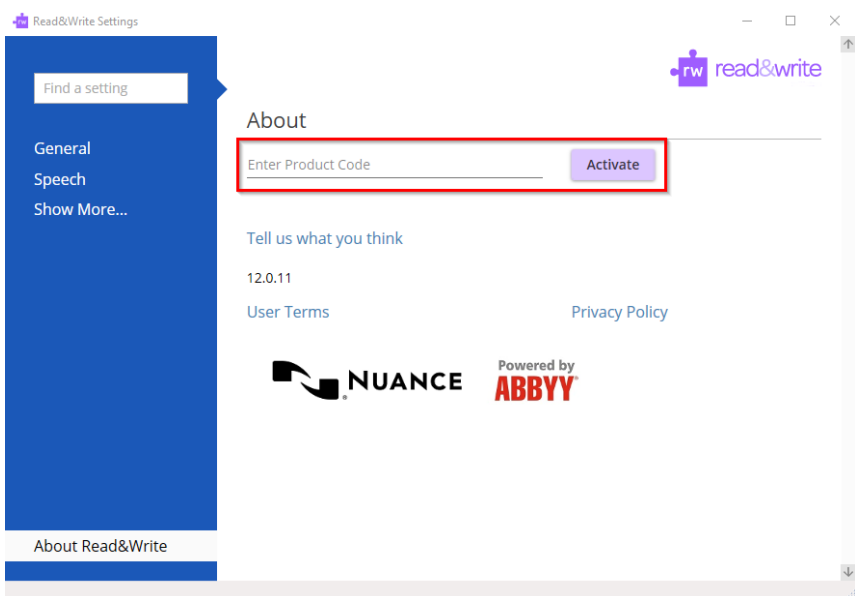 Read&Write Settings
rw read&write
Find a setting
General
Speech
Show More...
About Read&Write
About
Enter Product Code
Activate
Tell us what you think
12.0.11
User Terms
Privacy Policy
NUANCE
Powered by
ABBYY